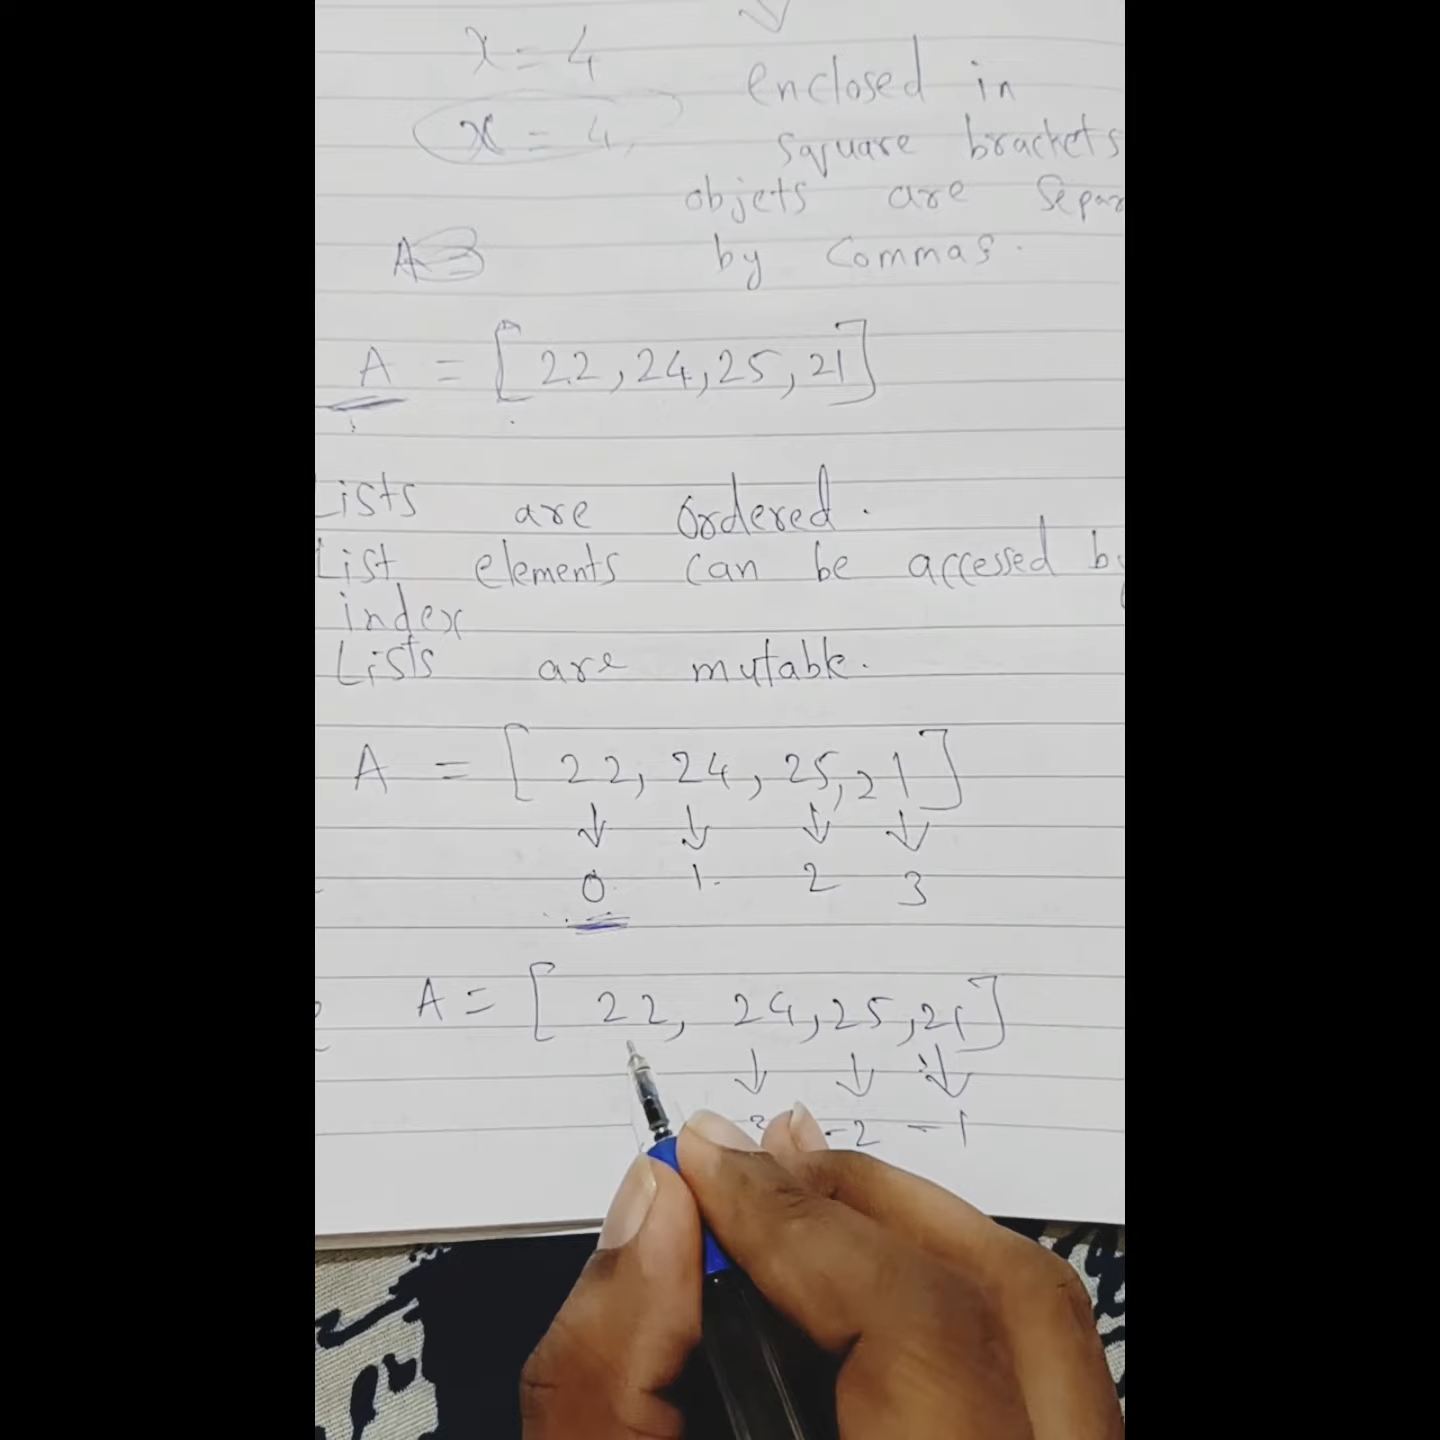 x = 4
enclosed in
x = 4,
square brackets
objets are separ
by Commas.
A =
A = [22, 24, 25, 21]
Lists are Ordered.
List elements can be accessed b
index
Lists are mutable.
A = [22, 24, 25, 21]
0 1 2 3
A = [22, 24, 25, 21]
-2 -1